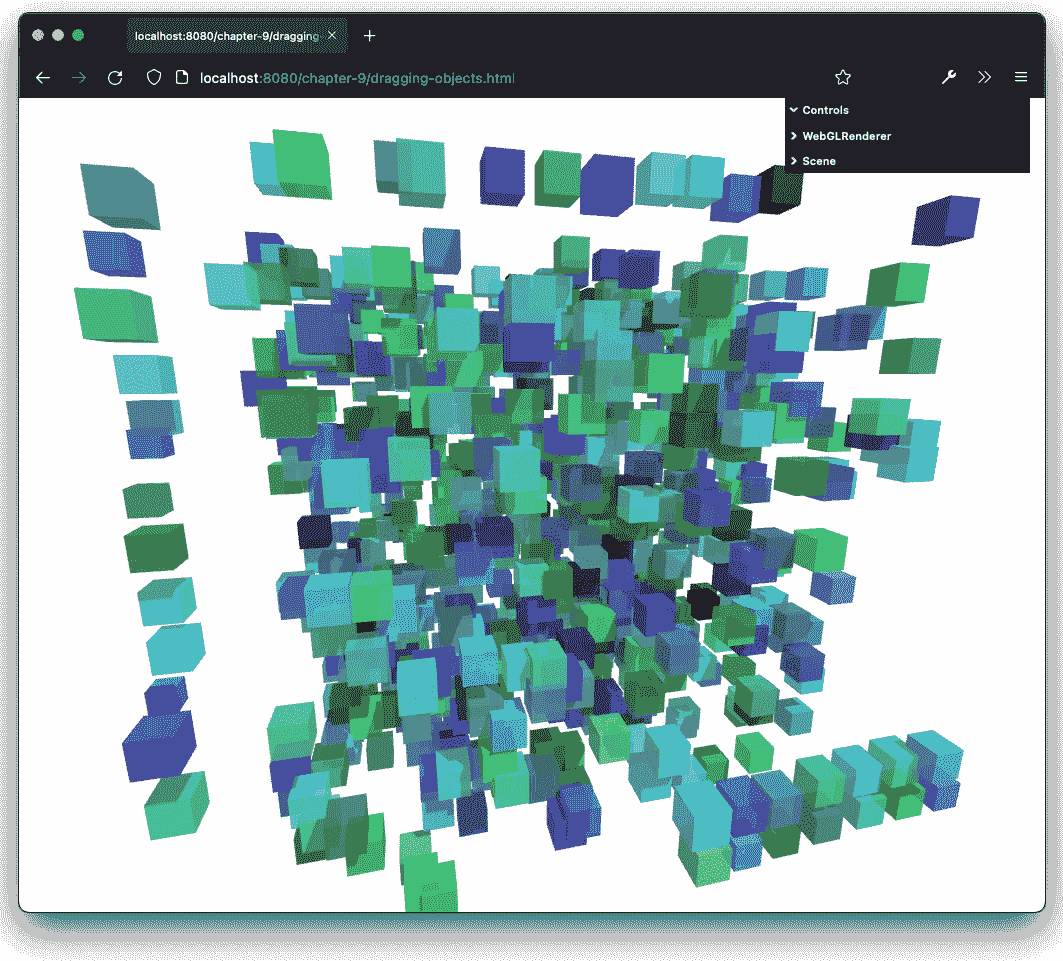 localhost:8080/chapter-9/dragging-
localhost:8080/chapter-9/dragging-objects.html
Controls
WebGLRenderer
Scene